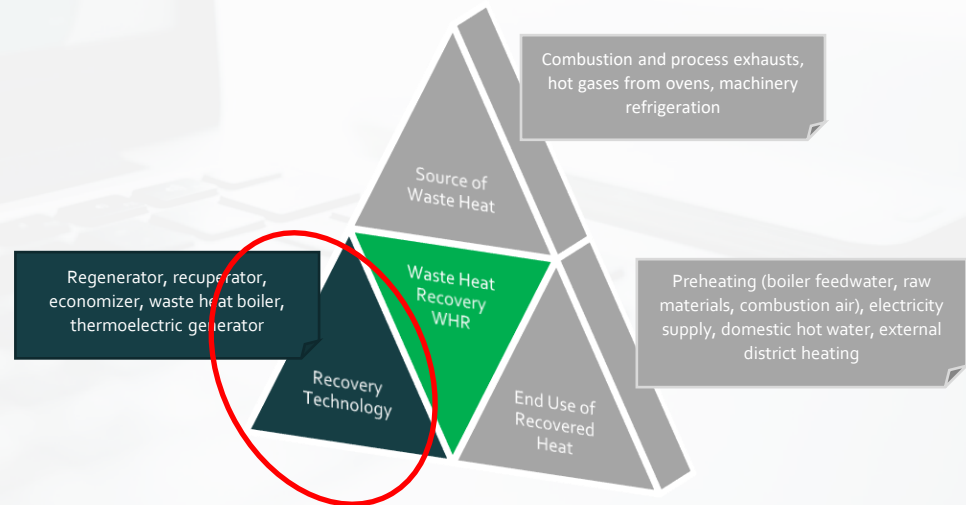 Combustion and process exhausts,
hot gases from ovens, machinery
refrigeration
Source of
Waste Heat
Regenerator, recuperator,
economizer, waste heat boiler,
thermoelectric generator
Waste Heat
Recovery
WHR
Preheating (boiler feedwater, raw
materials, combustion air), electricity
supply, domestic hot water, external
district heating
Recovery
Technology
End Use of
Recovered
Heat